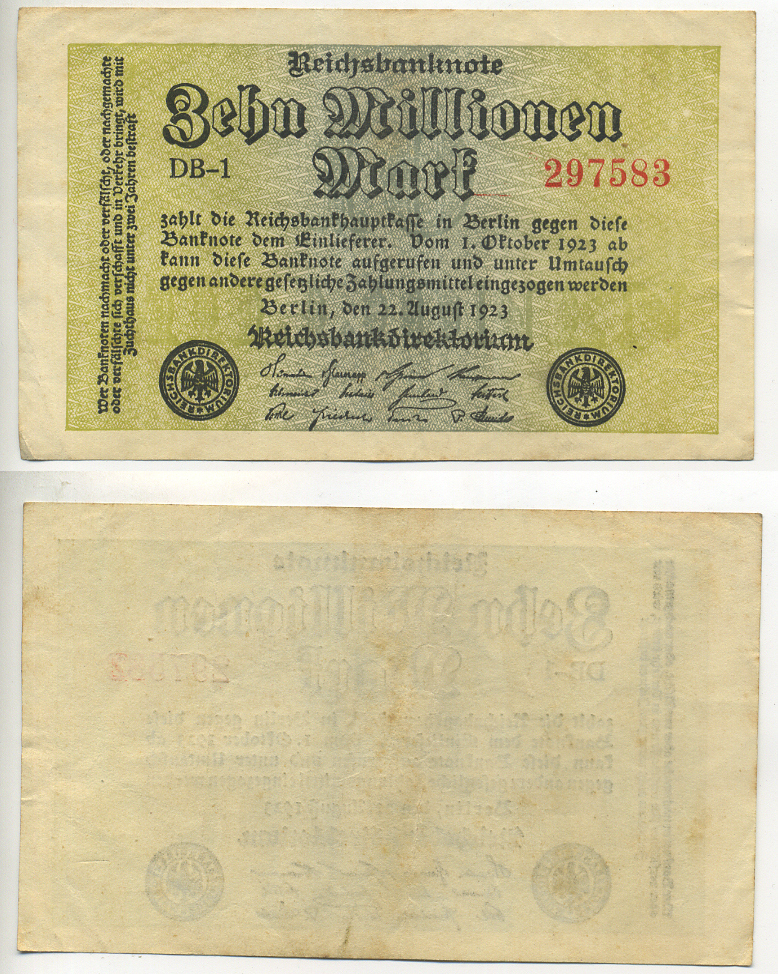 Reichsbanknote
Zehn Millionen
Mark
DB-1
297583
zahlt die Reichsbankhauptkasse in Berlin gegen diese
Banknote dem Einlieferer. Vom 1. Oktober 1923 ab
kann diese Banknote aufgerufen und unter Umtausch
gegen andere gesetzliche Zahlungsmittel eingezogen werden
Berlin, den 22. August 1923
Reichsbankdirektorium
REICHSBANKDIREKTORIUM
REICHSBANKDIREKTORIUM
Wer Banknoten nachmacht oder verfälscht, oder nachgemachte
oder verfälschte sich verschafft und in Verkehr bringt, wird mit
Zuchthaus nicht unter zwei Jahren bestraft